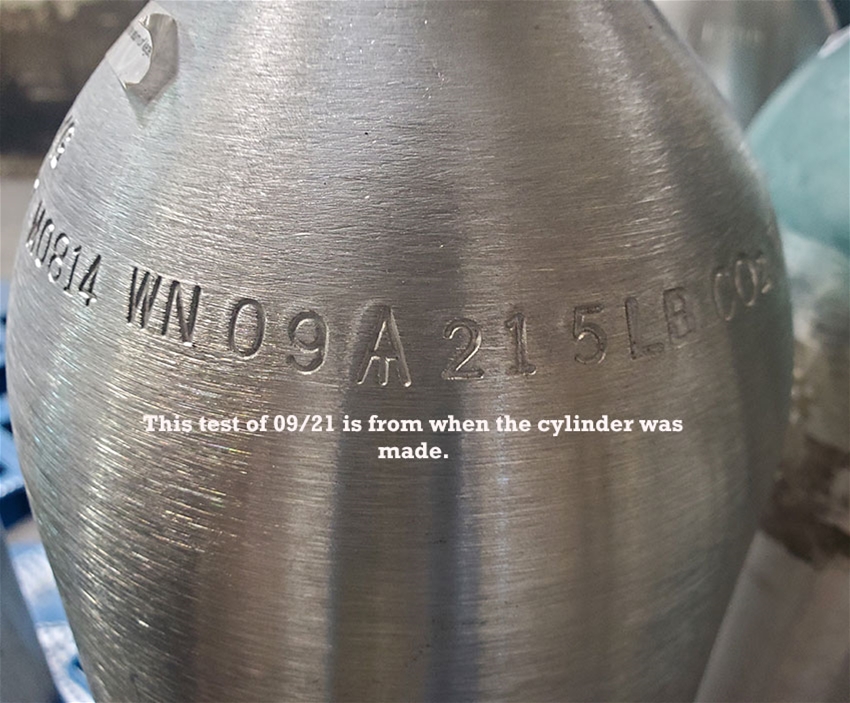 M0814 WN 09 A 21 5LB CO2
This test of 09/21 is from when the cylinder was
made.